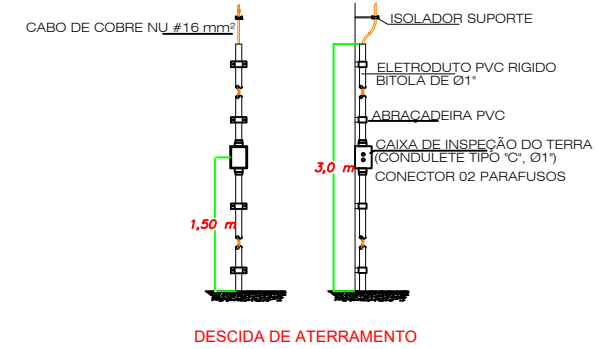 CABO DE COBRE NU #16 mm²
ISOLADOR SUPORTE
ELETRODUTO PVC RIGIDO
BITOLA DE Ø1"
ABRAÇADEIRA PVC
CAIXA DE INSPEÇÃO DO TERRA
(CONDULETE TIPO "C", Ø1")
3,0 m
CONECTOR 02 PARAFUSOS
1,50 m
DESCIDA DE ATERRAMENTO